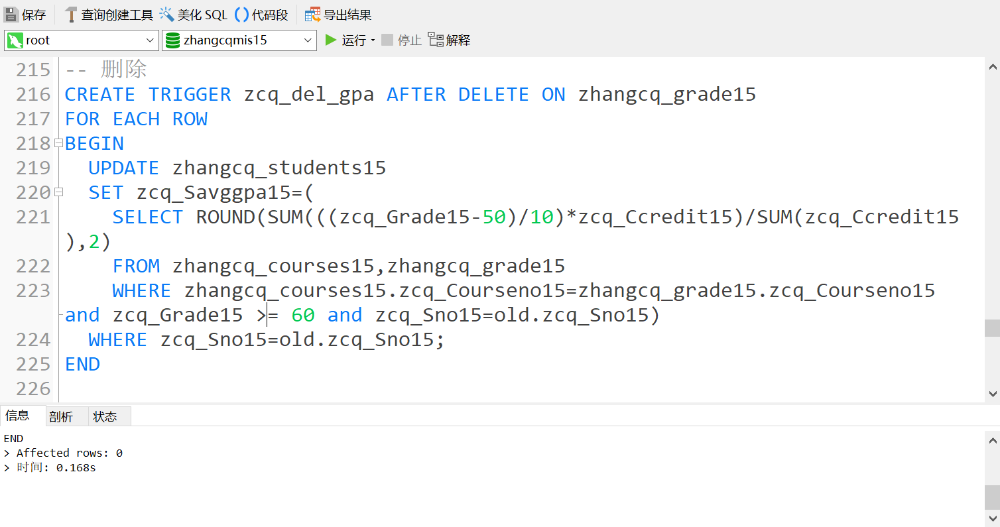 保存 查询创建工具 美化 SQL 代码段 导出结果
root zhangcqmis15 运行 停止 解释
215 -- 删除
216 CREATE TRIGGER zcq_del_gpa AFTER DELETE ON zhangcq_grade15
217 FOR EACH ROW
218 BEGIN
219 UPDATE zhangcq_students15
220 SET zcq_Savggpa15=(
221 SELECT ROUND(SUM(((zcq_Grade15-50)/10)*zcq_Ccredit15)/SUM(zcq_Ccredit15
),2)
222 FROM zhangcq_courses15,zhangcq_grade15
223 WHERE zhangcq_courses15.zcq_Courseno15=zhangcq_grade15.zcq_Courseno15
and zcq_Grade15 >= 60 and zcq_Sno15=old.zcq_Sno15)
224 WHERE zcq_Sno15=old.zcq_Sno15;
225 END
226
信息 剖析 状态
END
> Affected rows: 0
> 时间: 0.168s